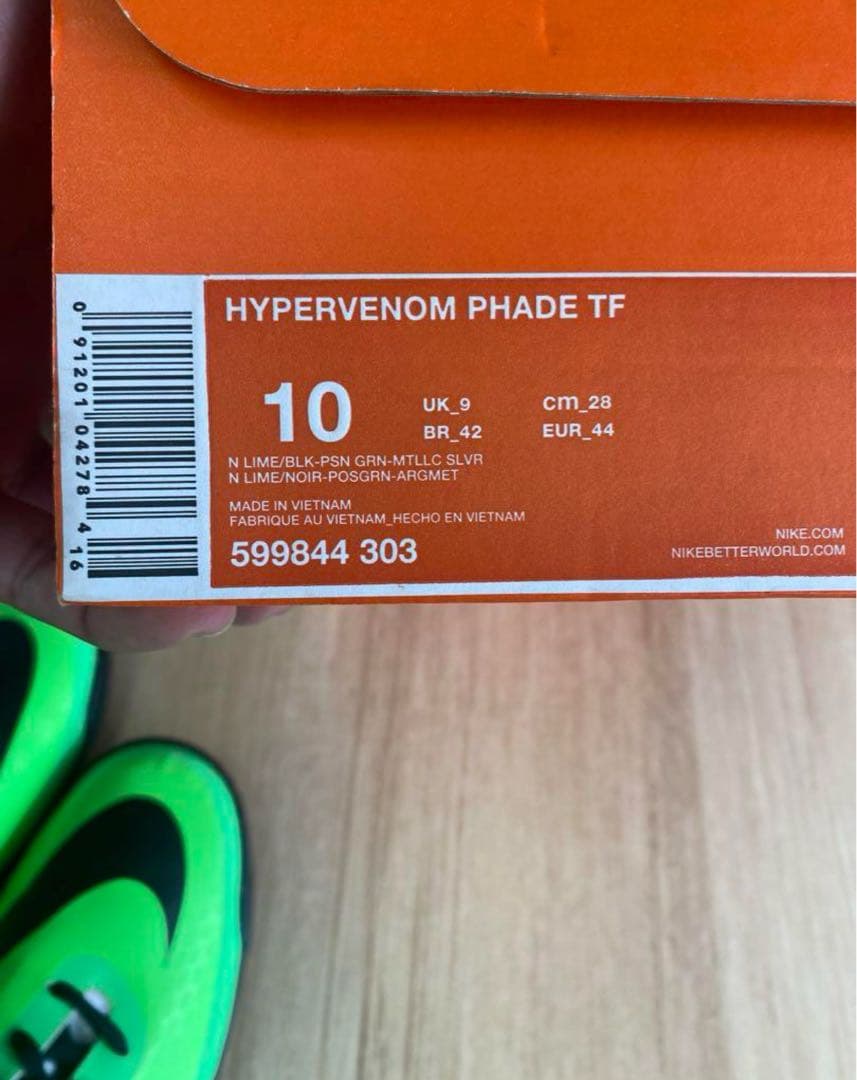 HYPERVENOM PHADE TF
10
UK_9 cm_28
BR_42 EUR_44
N LIME/BLK-PSN GRN-MTLLC SLVR
N LIME/NOIR-POSGRN-ARGMET
MADE IN VIETNAM
FABRIQUE AU VIETNAM_HECHO EN VIETNAM
599844 303
NIKE.COM
NIKEBETTERWORLD.COM
0 91201 04278 4 16